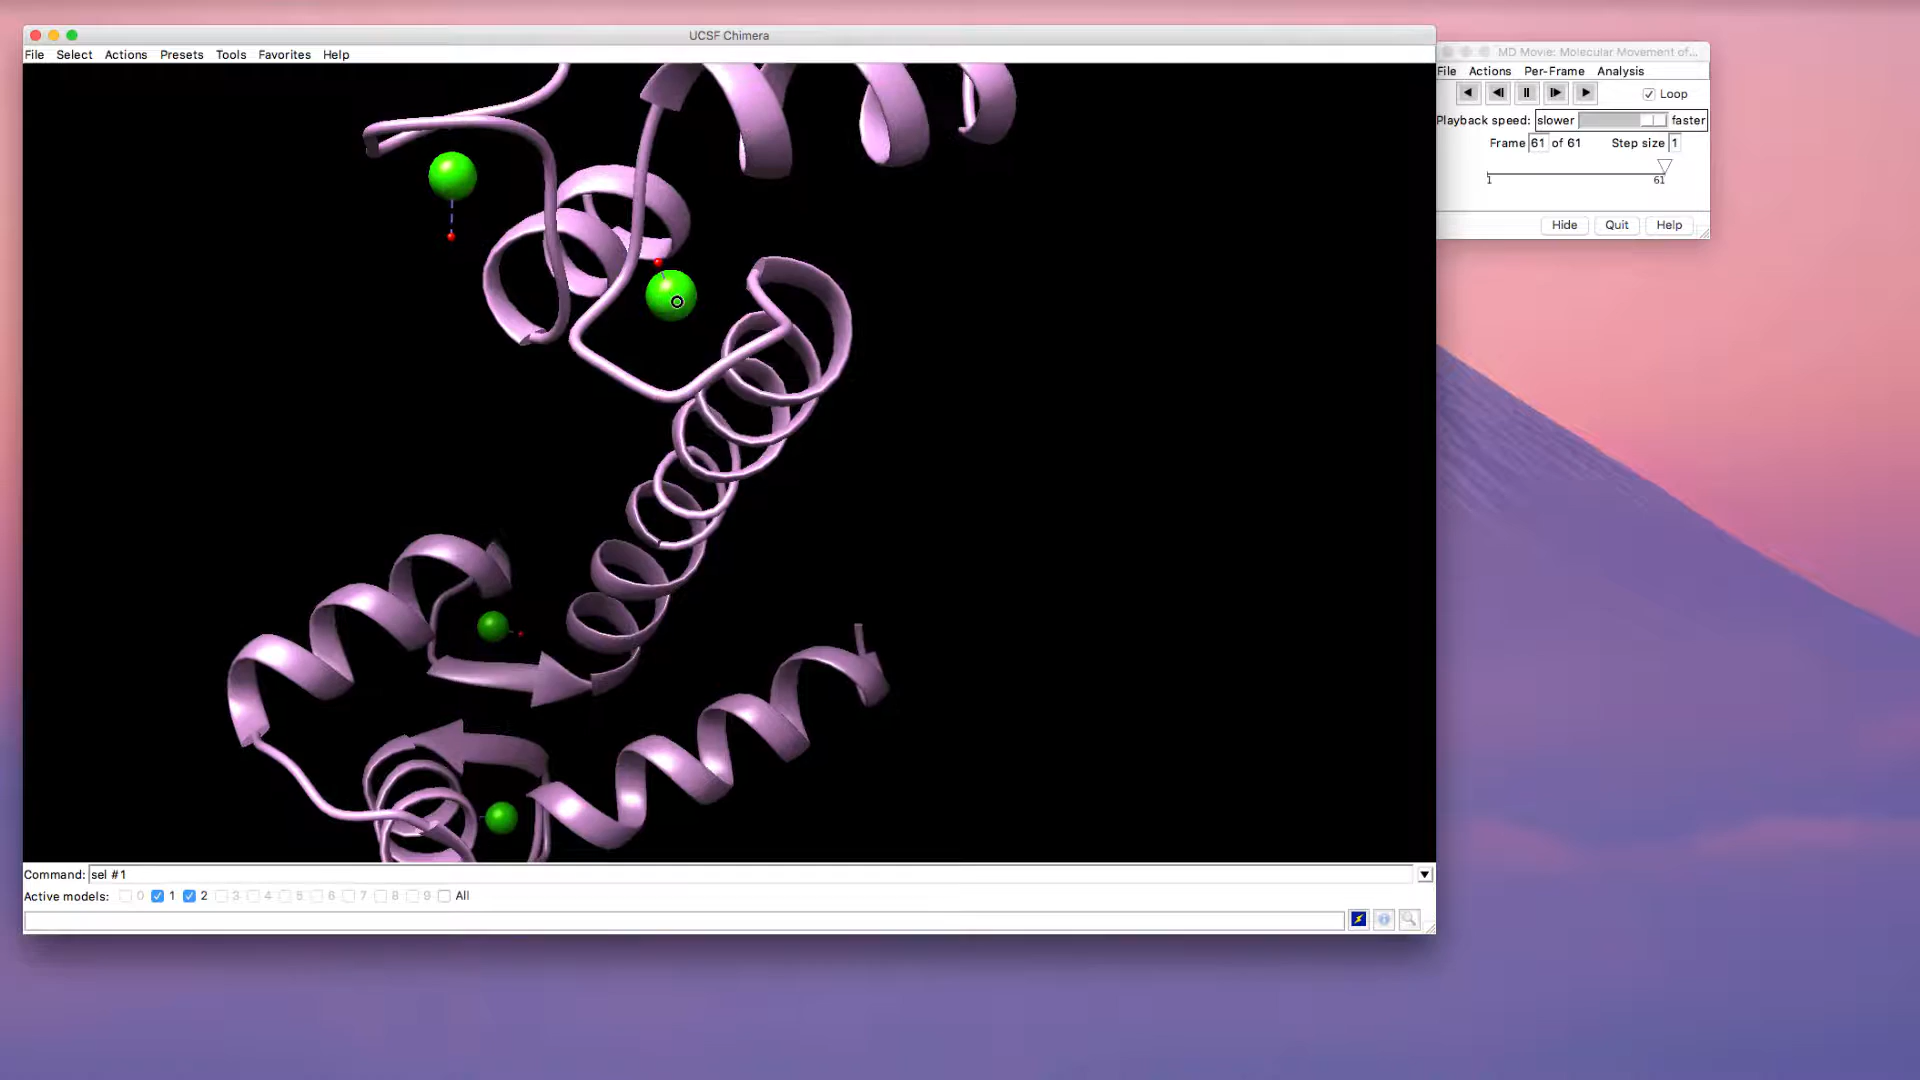 UCSF Chimera
File Select Actions Presets Tools Favorites Help
MD Movie: Molecular Movement of...
File Actions Per-Frame Analysis
Loop
Playback speed: slower faster
Frame 61 of 61 Step size 1
1 61
Hide Quit Help
Command: sel #1
Active models: 0 1 2 3 4 5 6 7 8 9 All